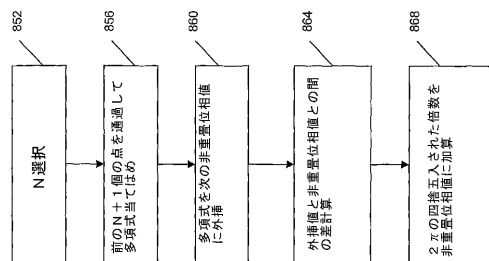 852
N選択
856
前のN+1個の点を通過して
多項式当てはめ
860
多項式を次の非重畳位相値
に外挿
864
外挿値と非重畳位相値との間
の差計算
868
2πの四捨五入された倍数を
非重畳位相値に加算